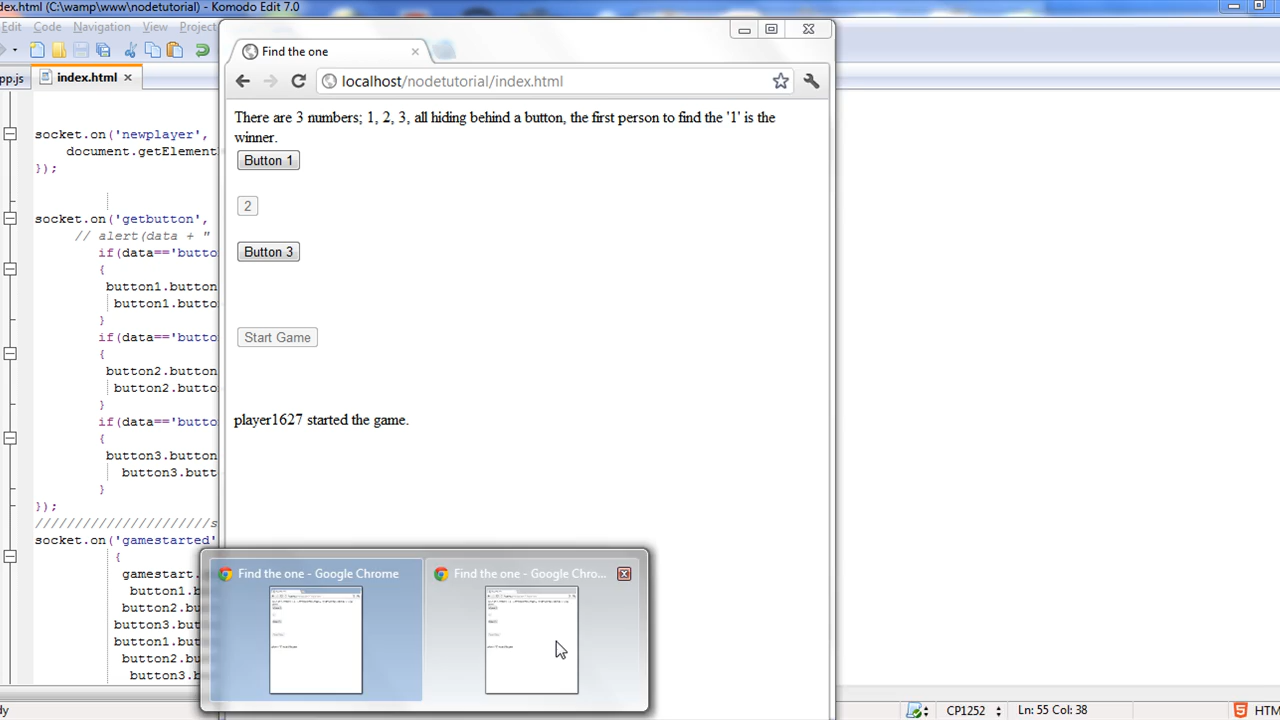 ndex.html (C:\wamp\www\nodetutorial) - Komodo Edit 7.0
Edit Code Navigation View Project
pp.js index.html
Find the one
localhost/nodetutorial/index.html
There are 3 numbers; 1, 2, 3, all hiding behind a button, the first person to find the '1' is the
winner.
Button 1
2
Button 3
Start Game
player1627 started the game.
socket.on('newplayer',
document.getElement
});
socket.on('getbutton',
// alert(data + "
if(data=='butto
{
button1.button
button1.butto
}
if(data=='butto
{
button2.button
button2.butto
}
if(data=='butto
{
button3.button
button3.butt
}
});
//////////////////////s
socket.on('gamestarted'
{
gamestart.
button1.b
button2.b
button3.b
button1.b
button2.b
button3.b
Find the one - Google Chrome
Find the one - Google Chro...
dy
CP1252
Ln: 55 Col: 38
HTM